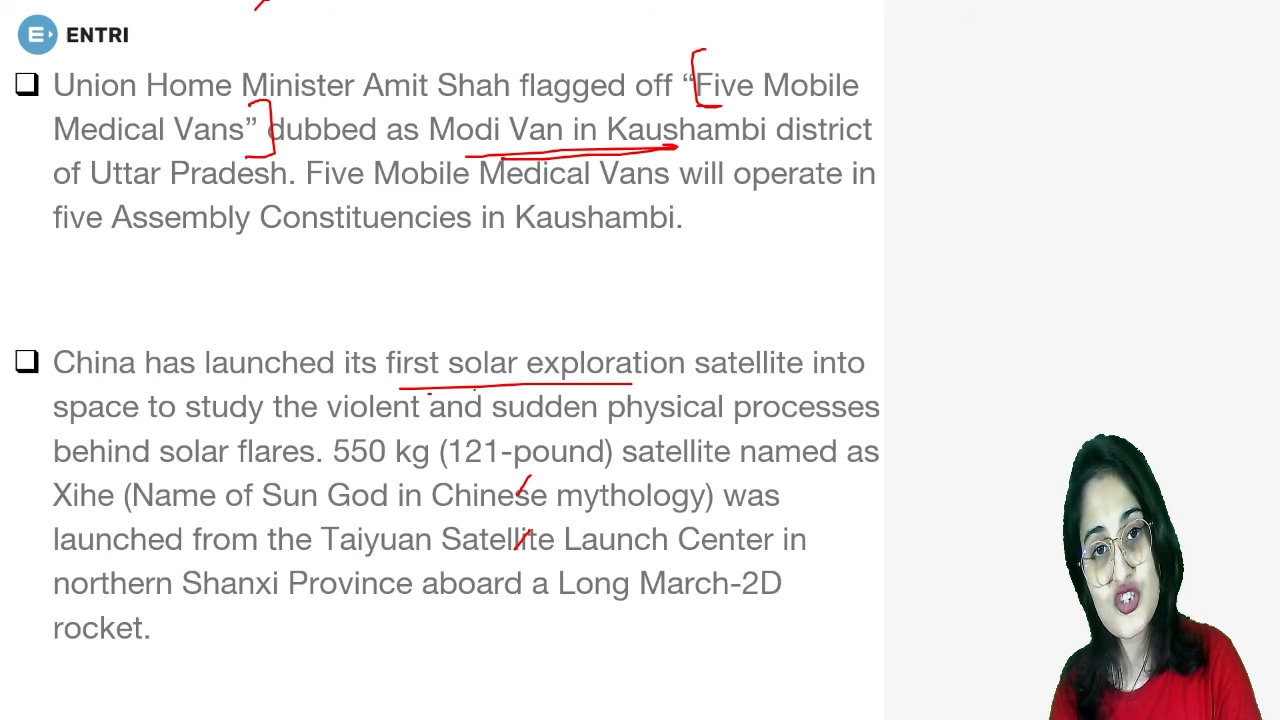 ENTRI
Union Home Minister Amit Shah flagged off “Five Mobile
Medical Vans” dubbed as Modi Van in Kaushambi district
of Uttar Pradesh. Five Mobile Medical Vans will operate in
five Assembly Constituencies in Kaushambi.
China has launched its first solar exploration satellite into
space to study the violent and sudden physical processes
behind solar flares. 550 kg (121-pound) satellite named as
Xihe (Name of Sun God in Chinese mythology) was
launched from the Taiyuan Satellite Launch Center in
northern Shanxi Province aboard a Long March-2D
rocket.